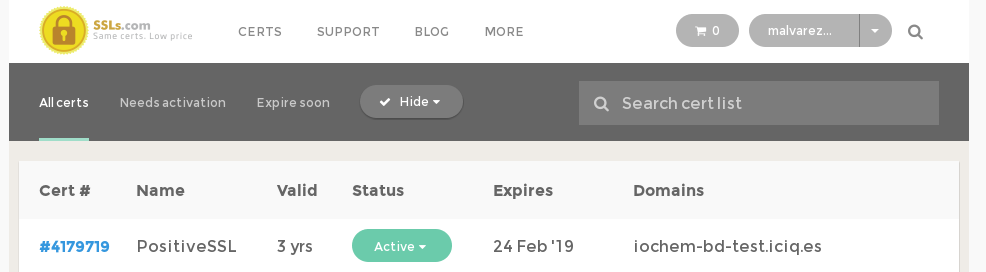 SSLs.com
Same certs. Low price
CERTS SUPPORT BLOG MORE
0
malvarez...
All certs Needs activation Expire soon Hide Search cert list
Cert # Name Valid Status Expires Domains
#4179719 PositiveSSL 3 yrs Active 24 Feb '19 iochem-bd-test.iciq.es